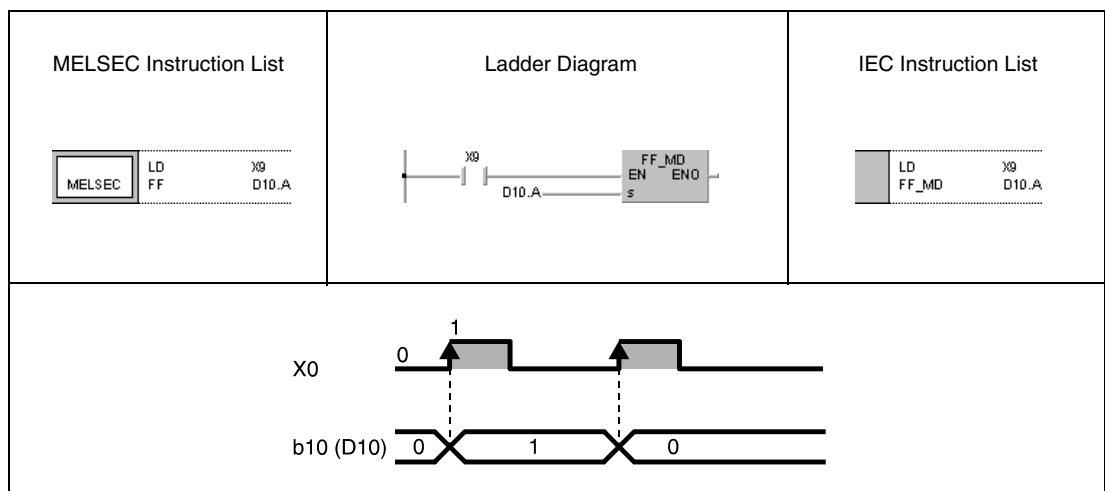 MELSEC Instruction List
Ladder Diagram
IEC Instruction List
MELSEC
LD X9
FF D10.A
X9
FF_MD
EN ENO
D10.A
s
LD X9
FF_MD D10.A
1
0
X0
b10 (D10) 0 1 0